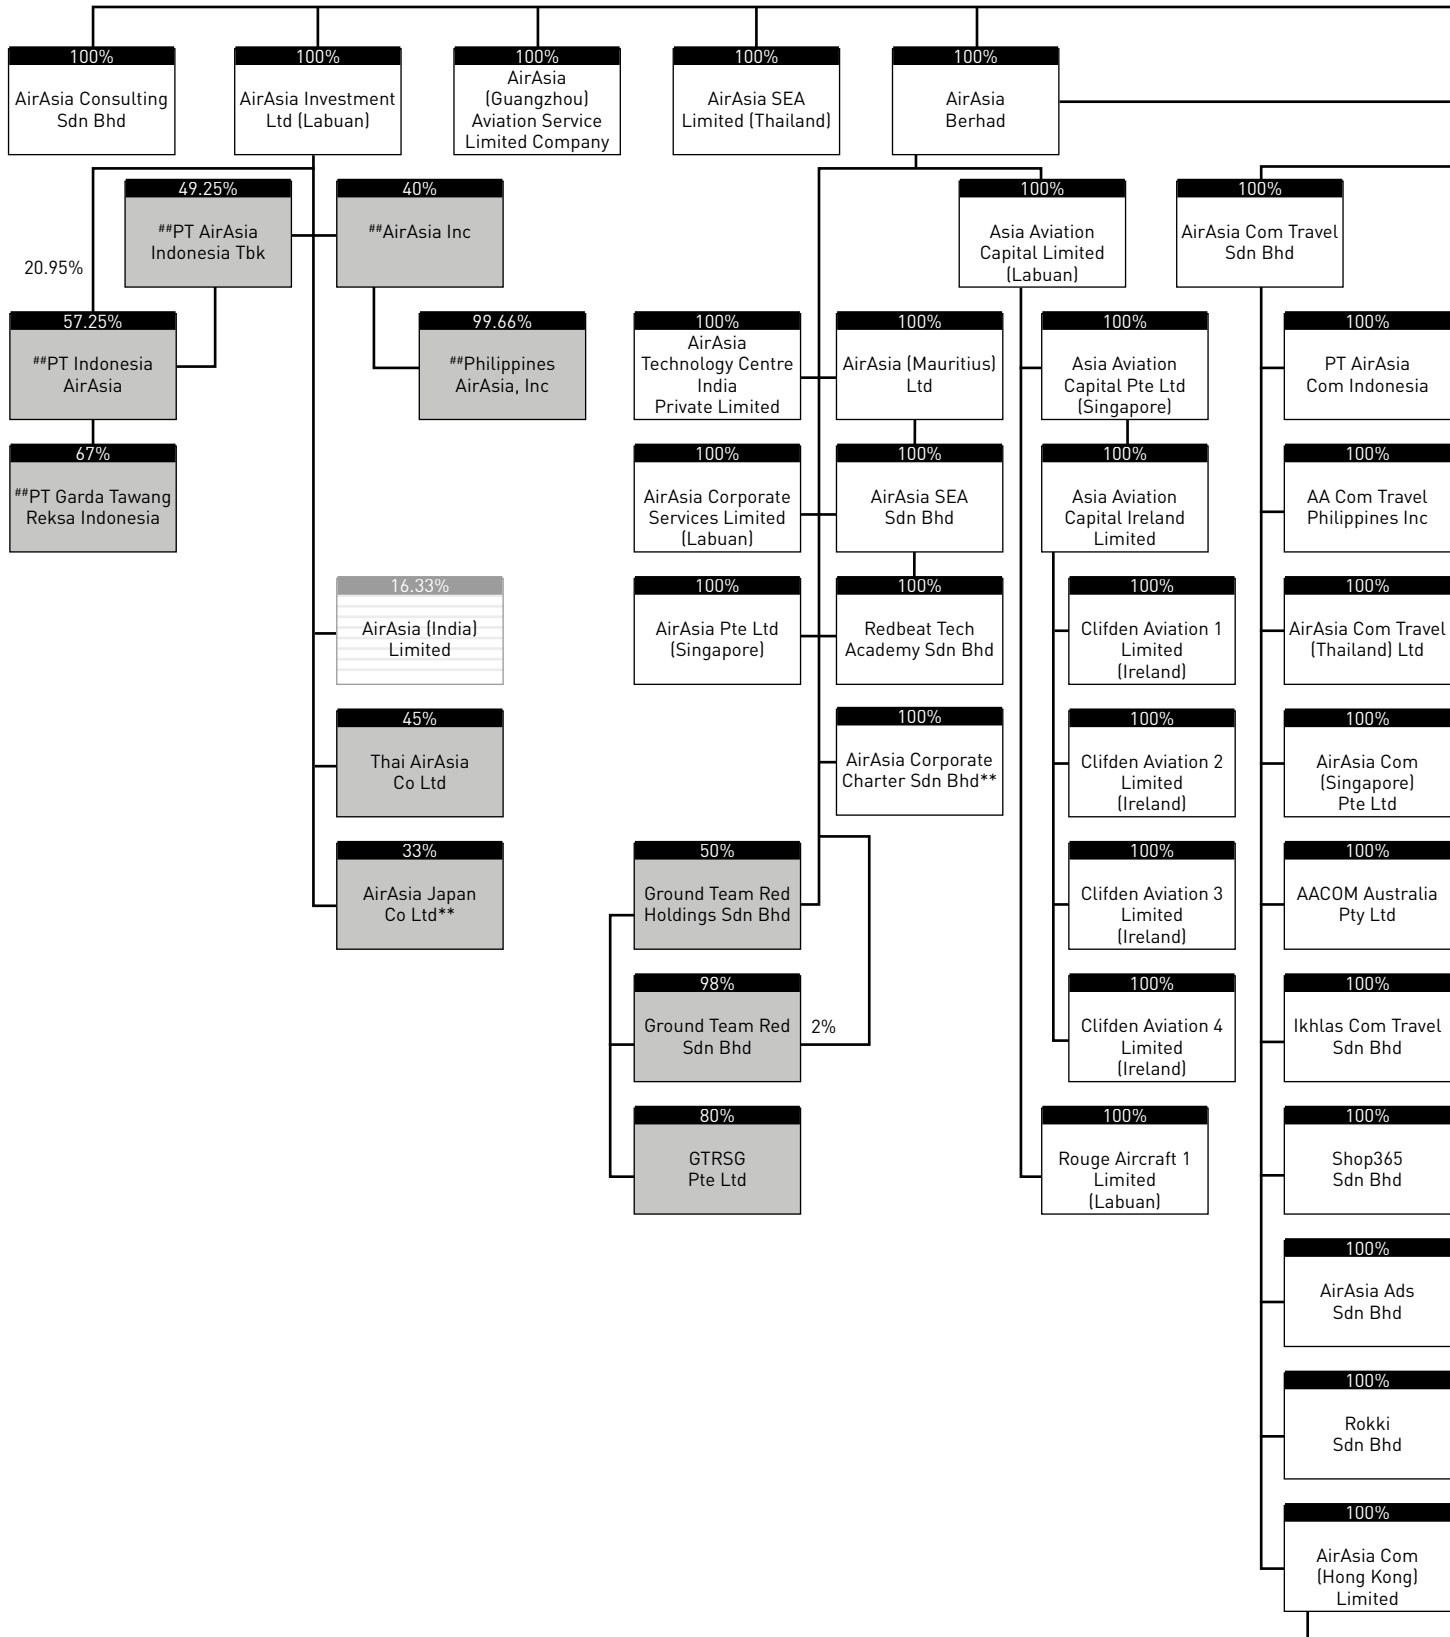 100%
AirAsia Consulting
Sdn Bhd
100%
AirAsia Investment
Ltd (Labuan)
100%
AirAsia
(Guangzhou)
Aviation Service
Limited Company
100%
AirAsia SEA
Limited (Thailand)
100%
AirAsia
Berhad
49.25%
##PT AirAsia
Indonesia Tbk
40%
##AirAsia Inc
20.95%
57.25%
##PT Indonesia
AirAsia
99.66%
##Philippines
AirAsia, Inc
67%
##PT Garda Tawang
Reksa Indonesia
16.33%
AirAsia (India)
Limited
45%
Thai AirAsia
Co Ltd
33%
AirAsia Japan
Co Ltd**
100%
AirAsia
Technology Centre
India
Private Limited
100%
AirAsia (Mauritius)
Ltd
100%
AirAsia Corporate
Services Limited
(Labuan)
100%
AirAsia SEA
Sdn Bhd
100%
AirAsia Pte Ltd
(Singapore)
100%
Redbeat Tech
Academy Sdn Bhd
100%
AirAsia Corporate
Charter Sdn Bhd**
50%
Ground Team Red
Holdings Sdn Bhd
98%
Ground Team Red
Sdn Bhd
2%
80%
GTRSG
Pte Ltd
100%
Asia Aviation
Capital Limited
(Labuan)
100%
Asia Aviation
Capital Pte Ltd
(Singapore)
100%
Asia Aviation
Capital Ireland
Limited
100%
Clifden Aviation 1
Limited
(Ireland)
100%
Clifden Aviation 2
Limited
(Ireland)
100%
Clifden Aviation 3
Limited
(Ireland)
100%
Clifden Aviation 4
Limited
(Ireland)
100%
Rouge Aircraft 1
Limited
(Labuan)
100%
AirAsia Com Travel
Sdn Bhd
100%
PT AirAsia
Com Indonesia
100%
AA Com Travel
Philippines Inc
100%
AirAsia Com Travel
(Thailand) Ltd
100%
AirAsia Com
(Singapore)
Pte Ltd
100%
AACOM Australia
Pty Ltd
100%
Ikhlas Com Travel
Sdn Bhd
100%
Shop365
Sdn Bhd
100%
AirAsia Ads
Sdn Bhd
100%
Rokki
Sdn Bhd
100%
AirAsia Com
(Hong Kong)
Limited